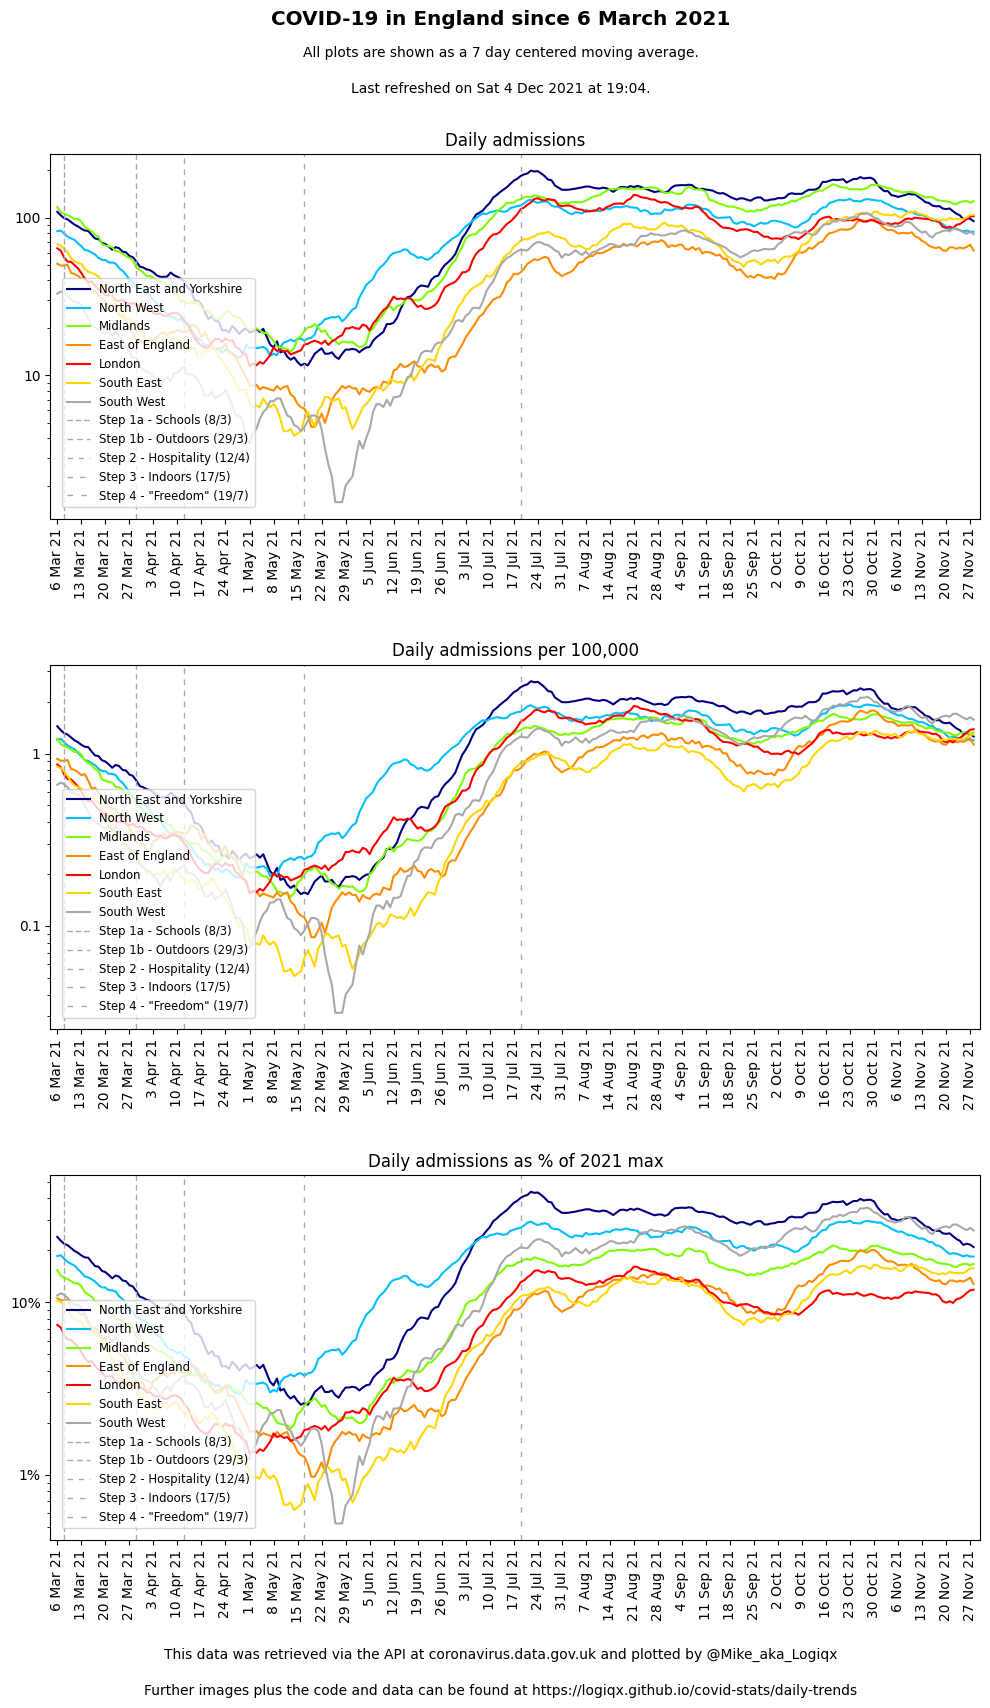 COVID-19 in England since 6 March 2021
All plots are shown as a 7 day centered moving average.
Last refreshed on Sat 4 Dec 2021 at 19:04.
Daily admissions
100
10
North East and Yorkshire
North West
Midlands
East of England
London
South East
South West
Step 1a - Schools (8/3)
Step 1b - Outdoors (29/3)
Step 2 - Hospitality (12/4)
Step 3 - Indoors (17/5)
Step 4 - "Freedom" (19/7)
6 Mar 21
13 Mar 21
20 Mar 21
27 Mar 21
3 Apr 21
10 Apr 21
17 Apr 21
24 Apr 21
1 May 21
8 May 21
15 May 21
22 May 21
29 May 21
5 Jun 21
12 Jun 21
19 Jun 21
26 Jun 21
3 Jul 21
10 Jul 21
17 Jul 21
24 Jul 21
31 Jul 21
7 Aug 21
14 Aug 21
21 Aug 21
28 Aug 21
4 Sep 21
11 Sep 21
18 Sep 21
25 Sep 21
2 Oct 21
9 Oct 21
16 Oct 21
23 Oct 21
30 Oct 21
6 Nov 21
13 Nov 21
20 Nov 21
27 Nov 21
Daily admissions per 100,000
1
0.1
North East and Yorkshire
North West
Midlands
East of England
London
South East
South West
Step 1a - Schools (8/3)
Step 1b - Outdoors (29/3)
Step 2 - Hospitality (12/4)
Step 3 - Indoors (17/5)
Step 4 - "Freedom" (19/7)
6 Mar 21
13 Mar 21
20 Mar 21
27 Mar 21
3 Apr 21
10 Apr 21
17 Apr 21
24 Apr 21
1 May 21
8 May 21
15 May 21
22 May 21
29 May 21
5 Jun 21
12 Jun 21
19 Jun 21
26 Jun 21
3 Jul 21
10 Jul 21
17 Jul 21
24 Jul 21
31 Jul 21
7 Aug 21
14 Aug 21
21 Aug 21
28 Aug 21
4 Sep 21
11 Sep 21
18 Sep 21
25 Sep 21
2 Oct 21
9 Oct 21
16 Oct 21
23 Oct 21
30 Oct 21
6 Nov 21
13 Nov 21
20 Nov 21
27 Nov 21
Daily admissions as % of 2021 max
10%
1%
North East and Yorkshire
North West
Midlands
East of England
London
South East
South West
Step 1a - Schools (8/3)
Step 1b - Outdoors (29/3)
Step 2 - Hospitality (12/4)
Step 3 - Indoors (17/5)
Step 4 - "Freedom" (19/7)
6 Mar 21
13 Mar 21
20 Mar 21
27 Mar 21
3 Apr 21
10 Apr 21
17 Apr 21
24 Apr 21
1 May 21
8 May 21
15 May 21
22 May 21
29 May 21
5 Jun 21
12 Jun 21
19 Jun 21
26 Jun 21
3 Jul 21
10 Jul 21
17 Jul 21
24 Jul 21
31 Jul 21
7 Aug 21
14 Aug 21
21 Aug 21
28 Aug 21
4 Sep 21
11 Sep 21
18 Sep 21
25 Sep 21
2 Oct 21
9 Oct 21
16 Oct 21
23 Oct 21
30 Oct 21
6 Nov 21
13 Nov 21
20 Nov 21
27 Nov 21
This data was retrieved via the API at coronavirus.data.gov.uk and plotted by @Mike_aka_Logiqx
Further images plus the code and data can be found at https://logiqx.github.io/covid-stats/daily-trends